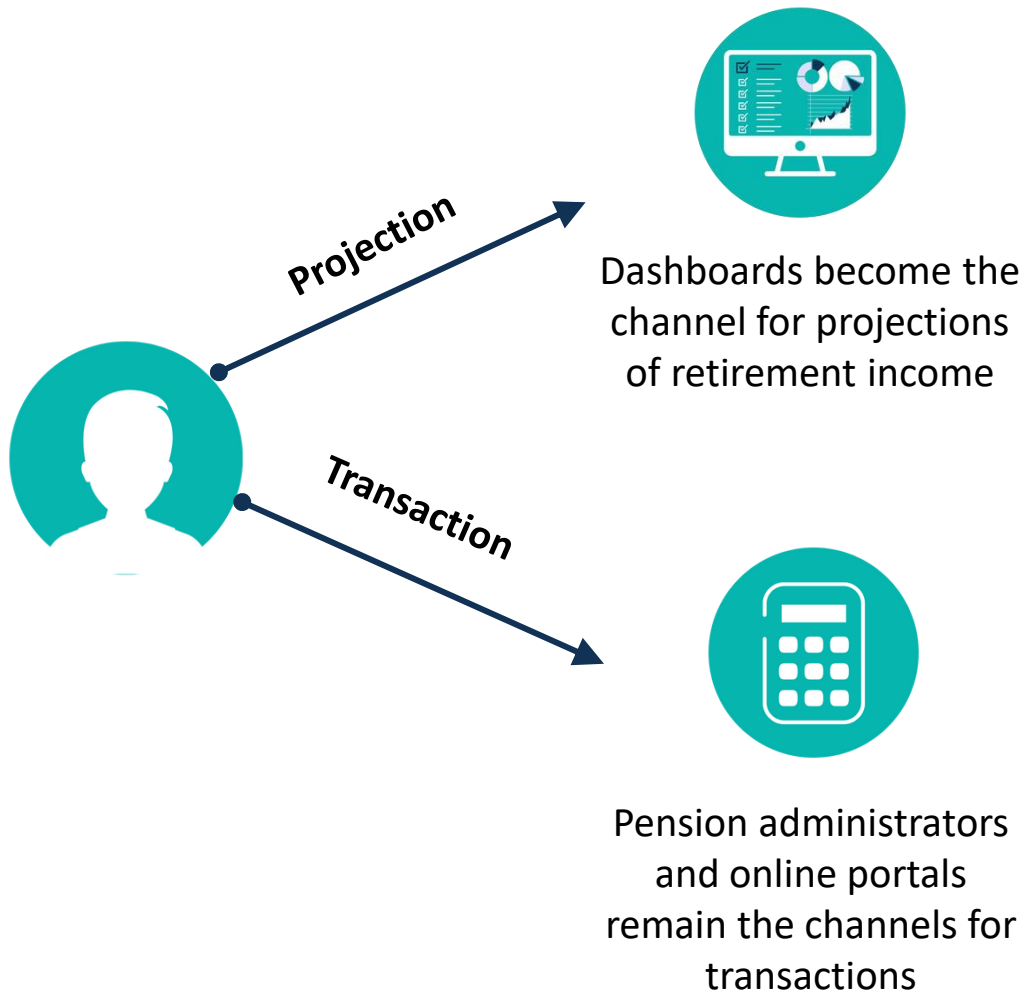 Projection
Dashboards become the
channel for projections
of retirement income
Transaction
Pension administrators
and online portals
remain the channels for
transactions